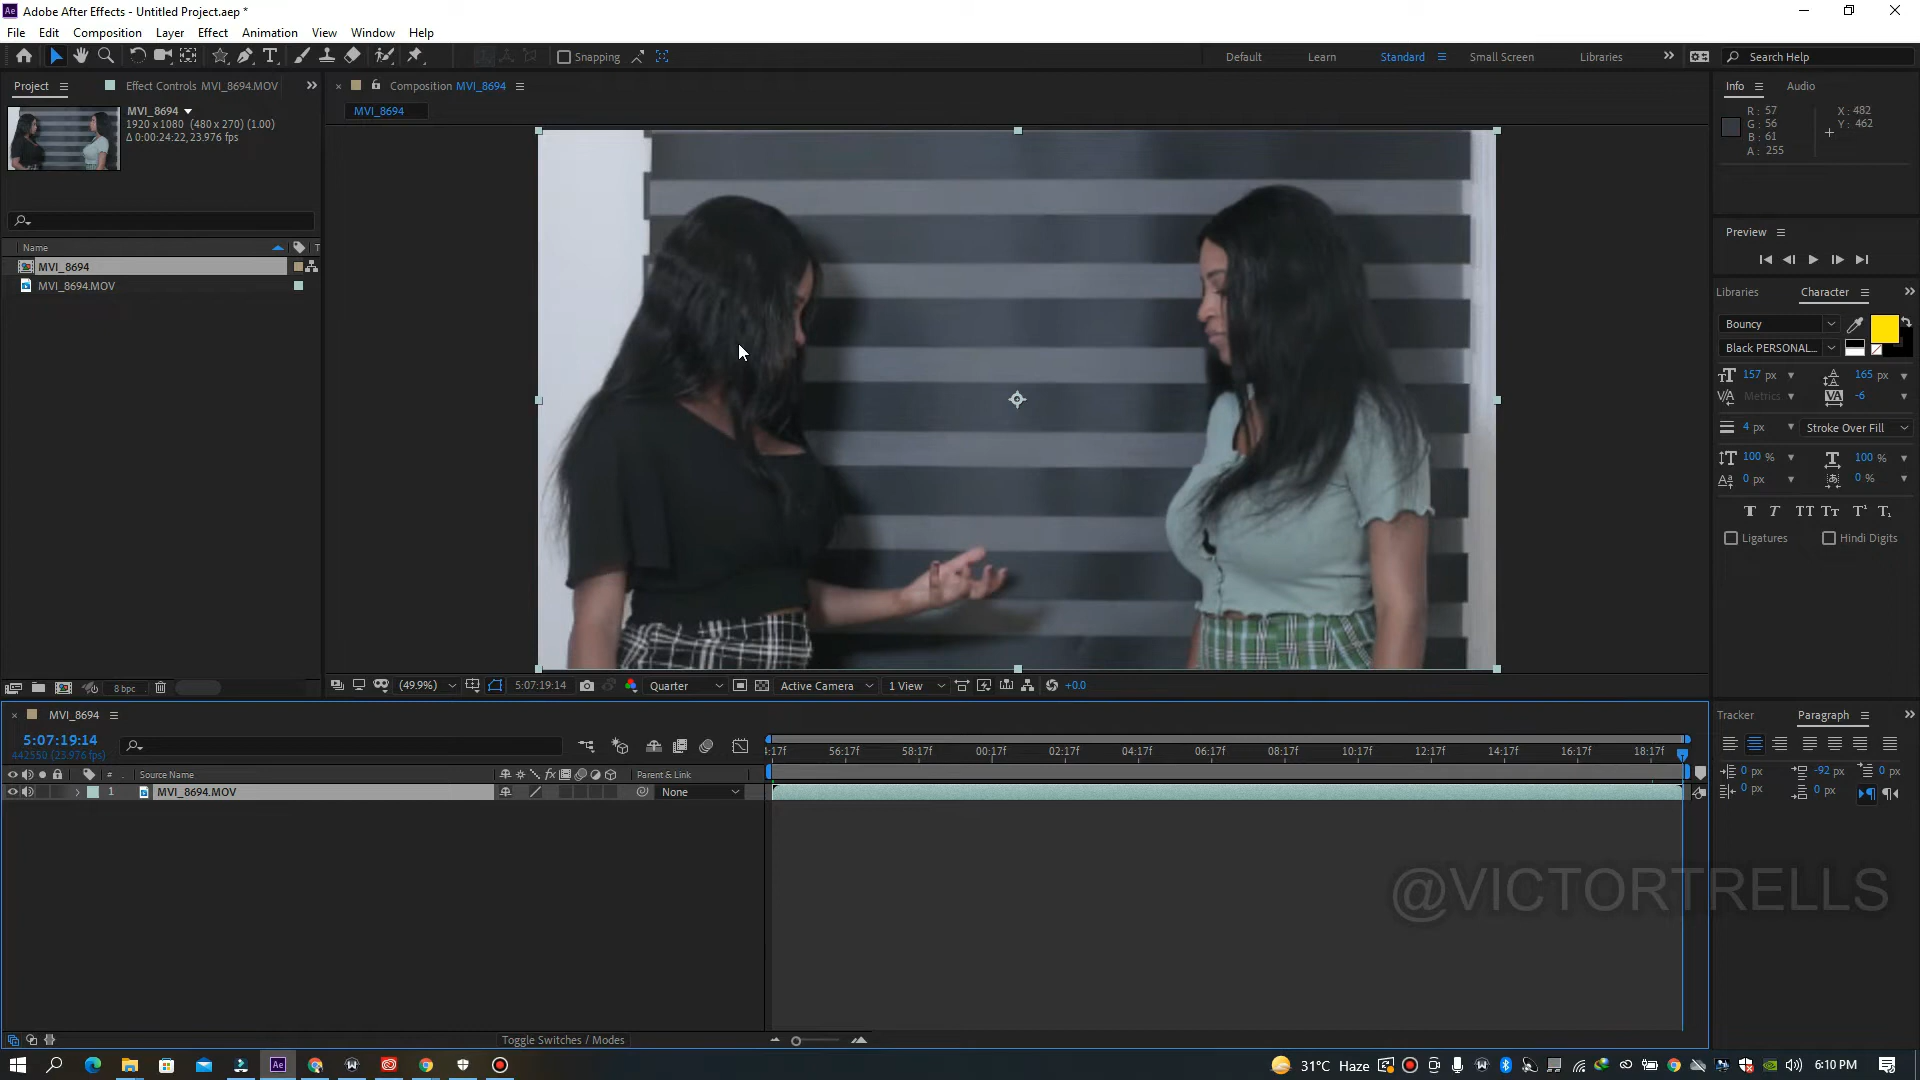 Adobe After Effects - Untitled Project.aep *
File Edit Composition Layer Effect Animation View Window Help
Snapping
Default Learn Standard Small Screen Libraries Search Help
Project Effect Controls MVI_8694.MOV
Composition MVI_8694
MVI_8694
MVI_8694
1920 x 1080 (480 x 270) (1.00)
Δ 0:00:24:22, 23.976 fps
Name T
MVI_8694
MVI_8694.MOV
8 bpc
Info Audio
R: 57
G: 56
B: 61
A: 255
X: 482
Y: 462
Preview
Libraries Character
Bouncy
Black PERSONAL...
157 px 165 px
Metrics -6
4 px Stroke Over Fill
100 % 100 %
0 px 0 %
Ligatures Hindi Digits
(49.9%) 5:07:19:14 Quarter Active Camera 1 View +0.0
MVI_8694
5:07:19:14
442550 (23.976 fps)
# Source Name Parent & Link
1 MVI_8694.MOV None
4:17f 56:17f 58:17f 00:17f 02:17f 04:17f 06:17f 08:17f 10:17f 12:17f 14:17f 16:17f 18:17f
Tracker Paragraph
0 px -92 px 0 px
0 px 0 px
@VICTORTRELLS
Toggle Switches / Modes
31°C Haze 6:10 PM